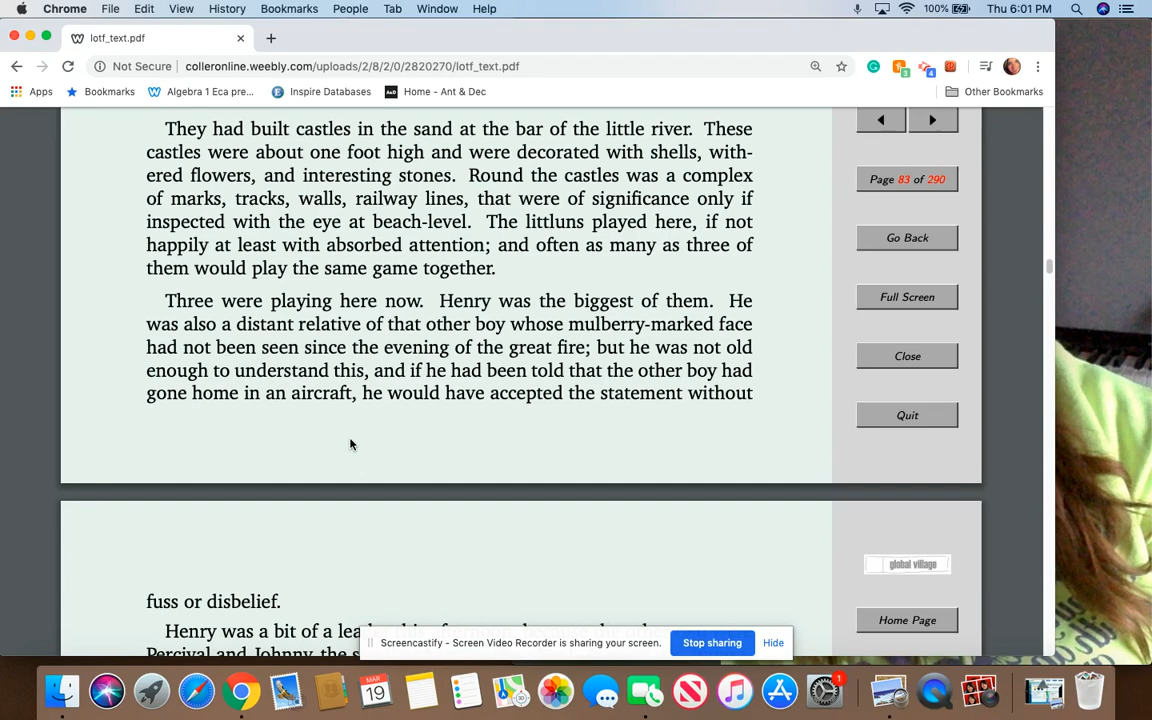 Chrome File Edit View History Bookmarks People Tab Window Help 100% Thu 6:01 PM
lotf_text.pdf
Not Secure colleronline.weebly.com/uploads/2/8/2/0/2820270/lotf_text.pdf 3 4
Apps Bookmarks Algebra 1 Eca pre... Inspire Databases Home - Ant & Dec Other Bookmarks
They had built castles in the sand at the bar of the little river. These
castles were about one foot high and were decorated with shells, with-
ered flowers, and interesting stones. Round the castles was a complex
of marks, tracks, walls, railway lines, that were of significance only if
inspected with the eye at beach-level. The littluns played here, if not
happily at least with absorbed attention; and often as many as three of
them would play the same game together.
Three were playing here now. Henry was the biggest of them. He
was also a distant relative of that other boy whose mulberry-marked face
had not been seen since the evening of the great fire; but he was not old
enough to understand this, and if he had been told that the other boy had
gone home in an aircraft, he would have accepted the statement without
Page 83 of 290
Go Back
Full Screen
Close
Quit
global village
Home Page
fuss or disbelief.
Henry was a bit of a
Percival and Johnny, the
Screencastify - Screen Video Recorder is sharing your screen. Stop sharing Hide
MAR
19
1